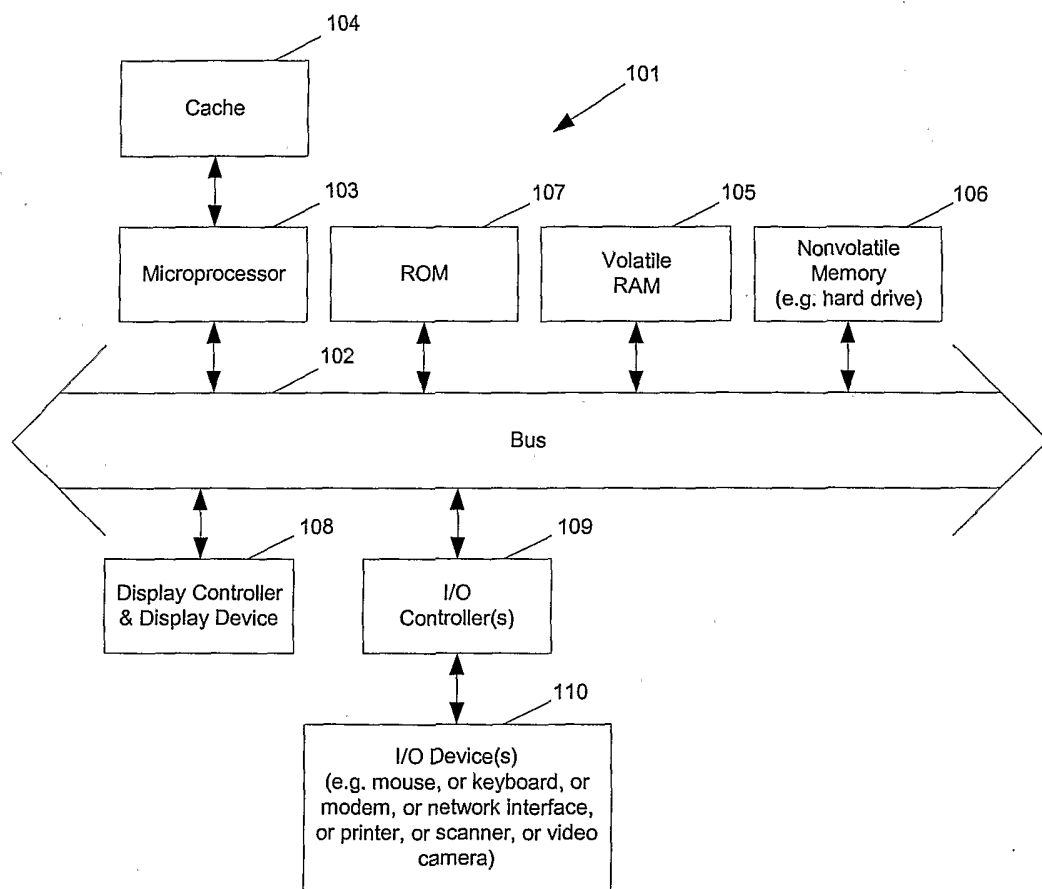 104
Cache
101
103
Microprocessor
107
ROM
105
Volatile
RAM
106
Nonvolatile
Memory
(e.g. hard drive)
102
Bus
108
Display Controller
& Display Device
109
I/O
Controller(s)
110
I/O Device(s)
(e.g. mouse, or keyboard, or
modem, or network interface,
or printer, or scanner, or video
camera)